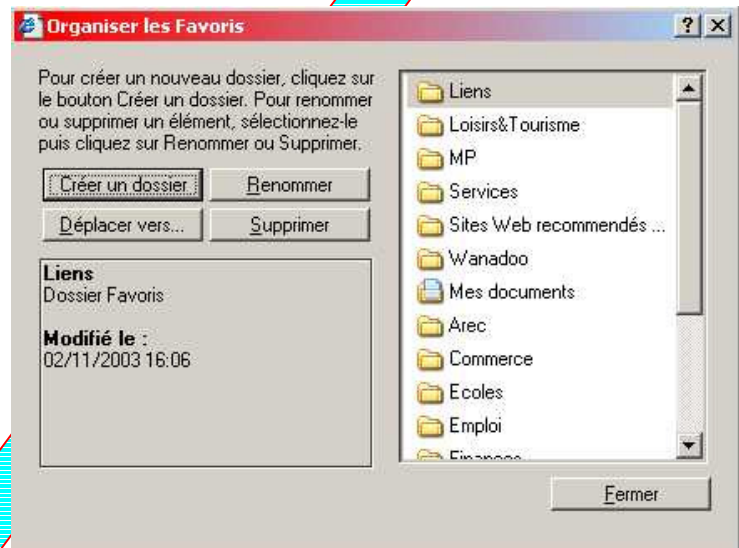 Organiser les Favoris
Pour créer un nouveau dossier, cliquez sur
le bouton Créer un dossier. Pour renommer
ou supprimer un élément, sélectionnez-le
puis cliquez sur Renommer ou Supprimer.
Créer un dossier
Renommer
Déplacer vers...
Supprimer
Liens
Dossier Favoris
Modifié le :
02/11/2003 16:06
Liens
Loisirs&Tourisme
MP
Services
Sites Web recommendés ...
Wanadoo
Mes documents
Arec
Commerce
Ecoles
Emploi
Finances
Fermer